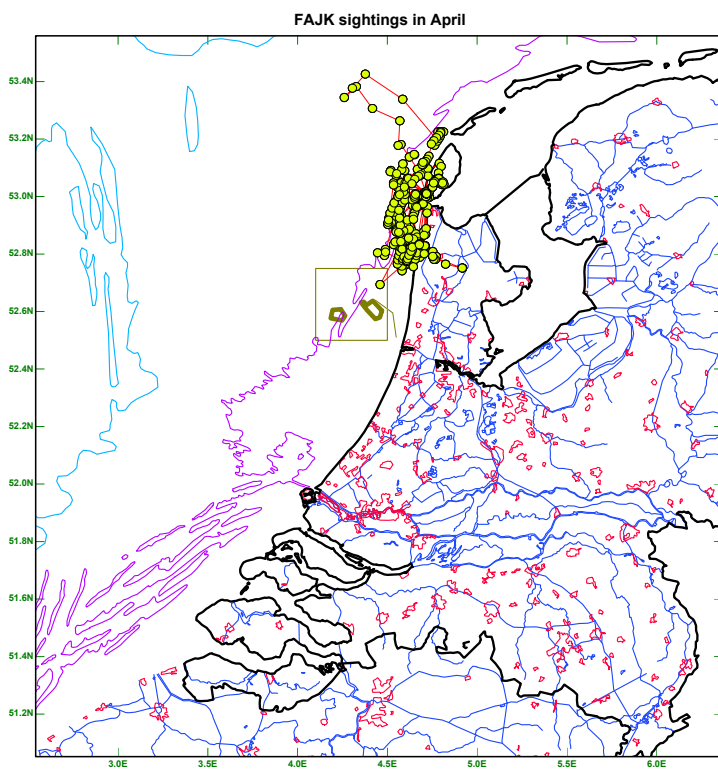 FAJK sightings in April
53.4N
53.2N
53.0N
52.8N
52.6N
52.4N
52.2N
52.0N
51.8N
51.6N
51.4N
51.2N
3.0E 3.5E 4.0E 4.5E 5.0E 5.5E 6.0E